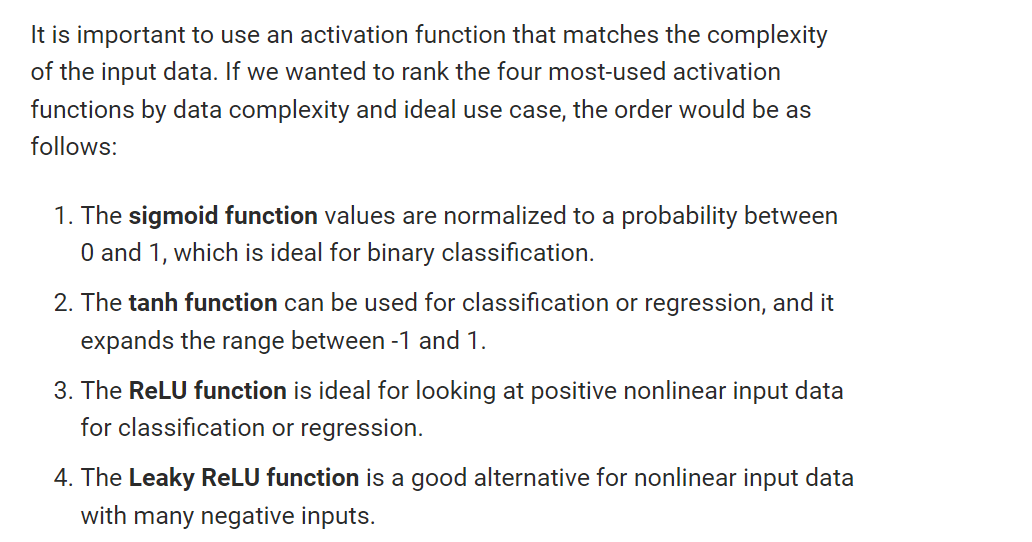 It is important to use an activation function that matches the complexity
of the input data. If we wanted to rank the four most-used activation
functions by data complexity and ideal use case, the order would be as
follows:
1. The sigmoid function values are normalized to a probability between
0 and 1, which is ideal for binary classification.
2. The tanh function can be used for classification or regression, and it
expands the range between -1 and 1.
3. The ReLU function is ideal for looking at positive nonlinear input data
for classification or regression.
4. The Leaky ReLU function is a good alternative for nonlinear input data
with many negative inputs.